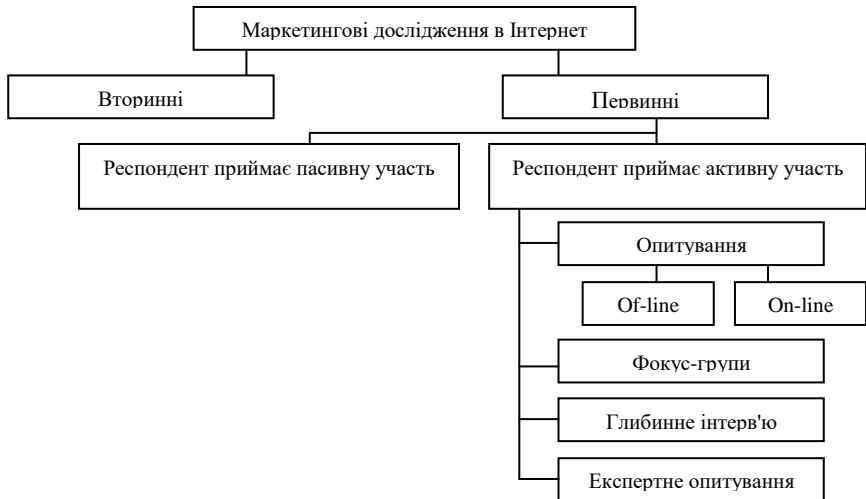 Маркетингові дослідження в Інтернет
Вторинні
Первинні
Респондент приймає пасивну участь
Респондент приймає активну участь
Опитування
Of-line
On-line
Фокус-групи
Глибинне інтерв'ю
Експертне опитування